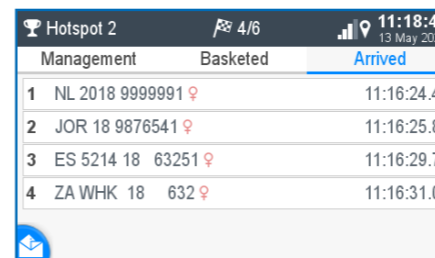 Hotspot 2 4/6 11:18:4
13 May 20
Management Basketed Arrived
1 NL 2018 9999991 ♀ 11:16:24.4
2 JOR 18 9876541 ♀ 11:16:25.8
3 ES 5214 18 63251 ♀ 11:16:29.7
4 ZA WHK 18 632 ♀ 11:16:31.0